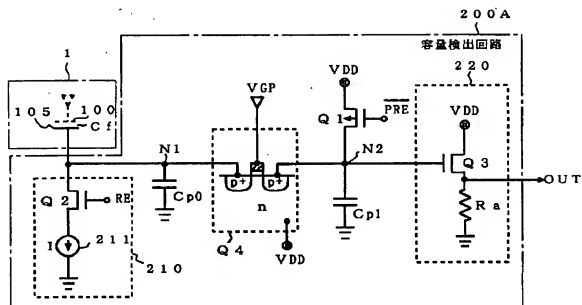 200A
容量検出回路
1
220
VDD
VGP
105
100
Cf
Q1
PRE
VDD
N1
N2
Q3
OUT
Q2
RE
Cp0
p+
p+
n
Cp1
Ra
I
211
210
Q4
VDD